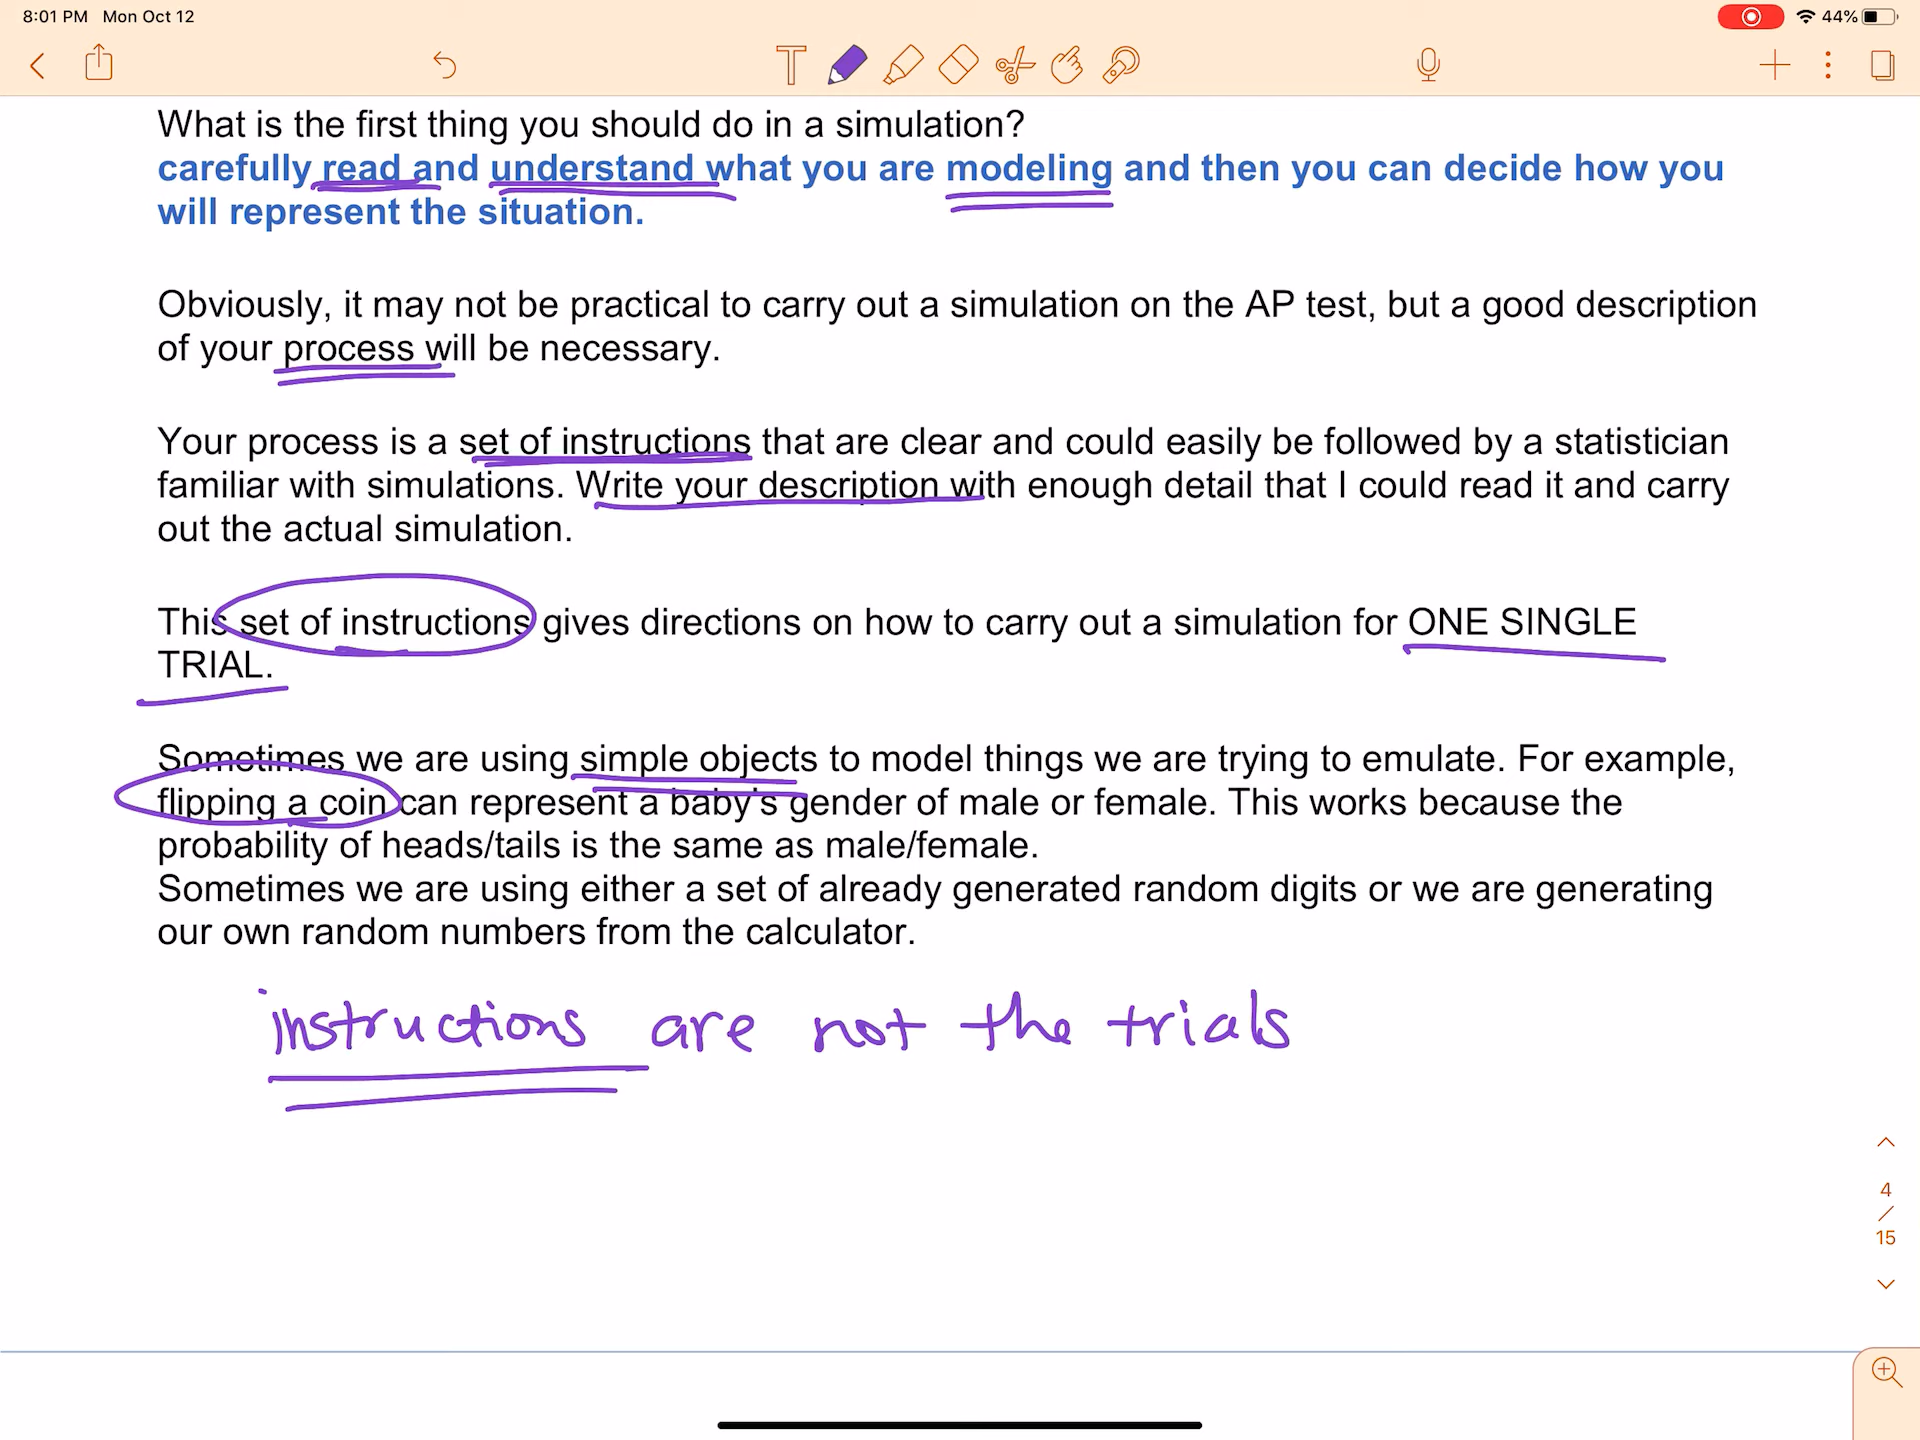 8:01 PM Mon Oct 12 44%
T
What is the first thing you should do in a simulation?
carefully read and understand what you are modeling and then you can decide how you
will represent the situation.
Obviously, it may not be practical to carry out a simulation on the AP test, but a good description
of your process will be necessary.
Your process is a set of instructions that are clear and could easily be followed by a statistician
familiar with simulations. Write your description with enough detail that I could read it and carry
out the actual simulation.
This set of instructions gives directions on how to carry out a simulation for ONE SINGLE
TRIAL.
Sometimes we are using simple objects to model things we are trying to emulate. For example,
flipping a coin can represent a baby's gender of male or female. This works because the
probability of heads/tails is the same as male/female.
Sometimes we are using either a set of already generated random digits or we are generating
our own random numbers from the calculator.
instructions are not the trials
4
/
15